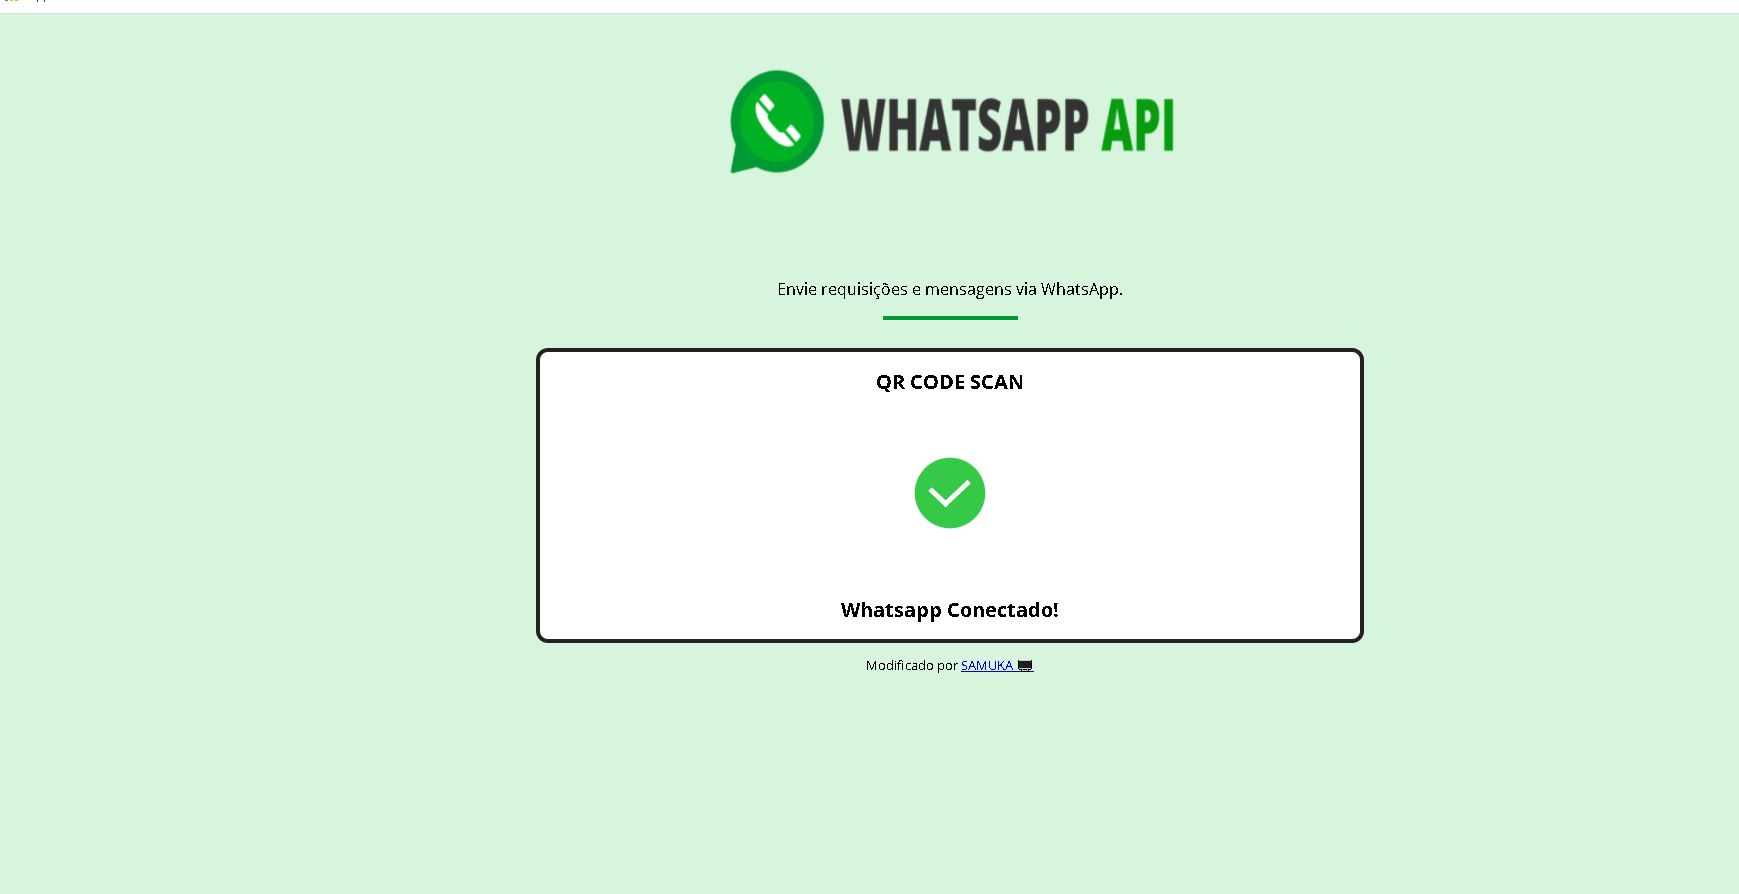 WHATSAPP API
Envie requisições e mensagens via WhatsApp.
QR CODE SCAN
Whatsapp Conectado!
Modificado por SAMUKA